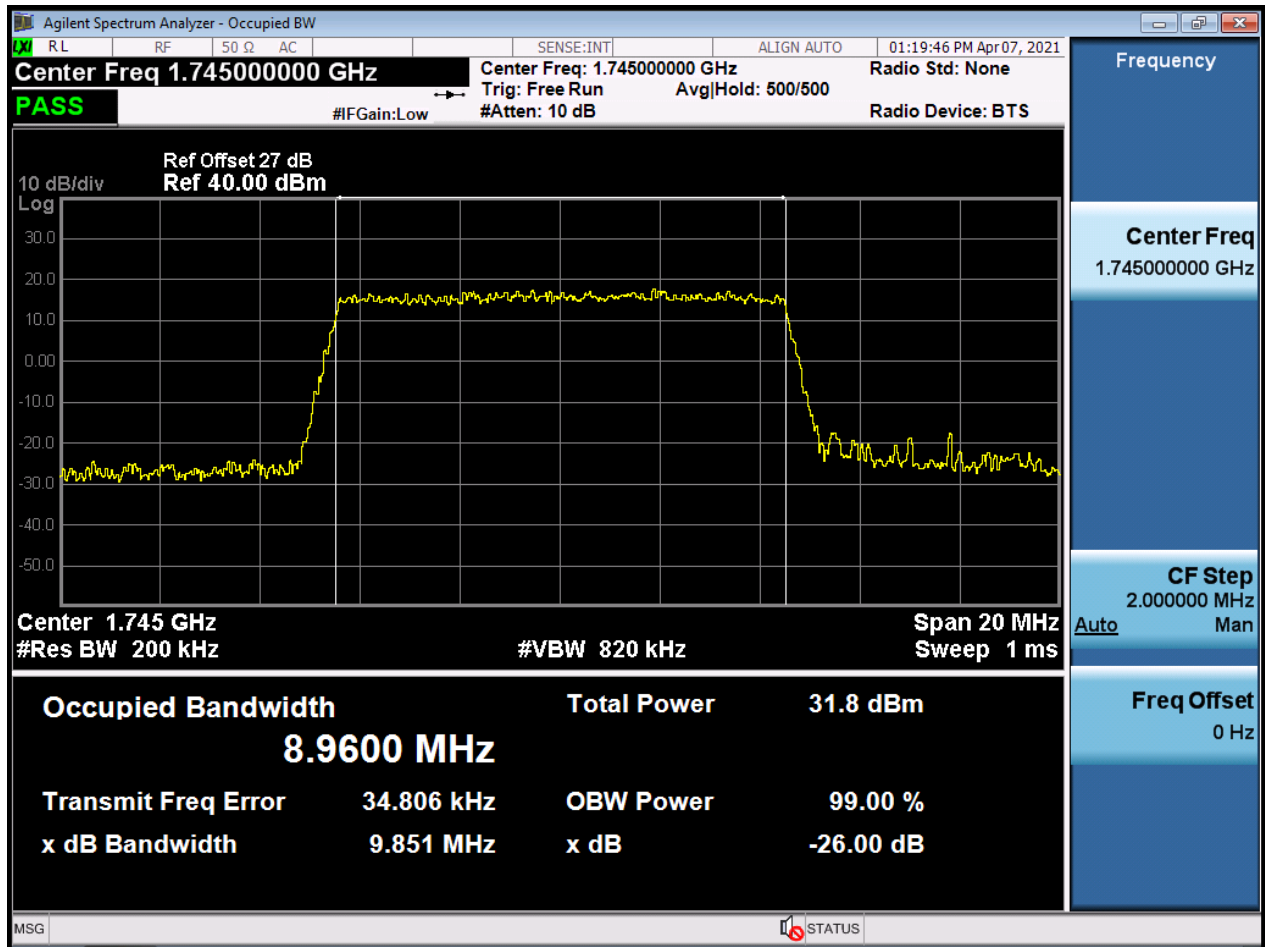 Agilent Spectrum Analyzer - Occupied BW
LXI RL RF 50 Ω AC SENSE:INT ALIGN AUTO 01:19:46 PM Apr 07, 2021
Center Freq 1.745000000 GHz
PASS
#IFGain:Low
Center Freq: 1.745000000 GHz
Trig: Free Run Avg|Hold: 500/500
#Atten: 10 dB
Radio Std: None
Radio Device: BTS
Ref Offset 27 dB
10 dB/div Ref 40.00 dBm
Log
30.0
20.0
10.0
0.00
-10.0
-20.0
-30.0
-40.0
-50.0
Center 1.745 GHz Span 20 MHz
#Res BW 200 kHz #VBW 820 kHz Sweep 1 ms
Occupied Bandwidth Total Power 31.8 dBm
8.9600 MHz
Transmit Freq Error 34.806 kHz OBW Power 99.00 %
x dB Bandwidth 9.851 MHz x dB -26.00 dB
Frequency
Center Freq
1.745000000 GHz
CF Step
2.000000 MHz
Auto Man
Freq Offset
0 Hz
MSG STATUS